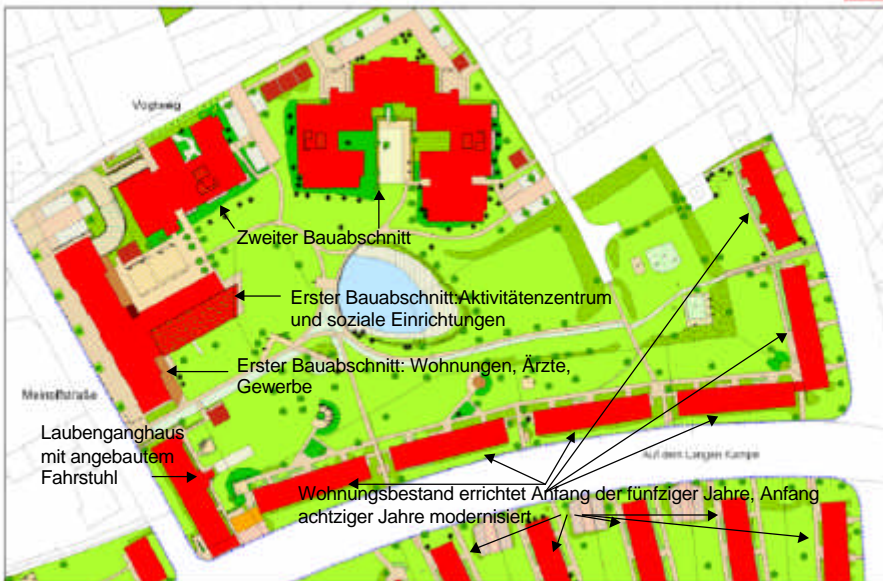 Vogtweg
Zweiter Bauabschnitt
Erster Bauabschnitt:Aktivitätenzentrum
und soziale Einrichtungen
Erster Bauabschnitt: Wohnungen, Ärzte,
Gewerbe
Meinolfstraße
Laubenganghaus
mit angebautem
Fahrstuhl
Auf dem Langen Kampe
Wohnungsbestand errichtet Anfang der fünfziger Jahre, Anfang
achtziger Jahre modernisiert